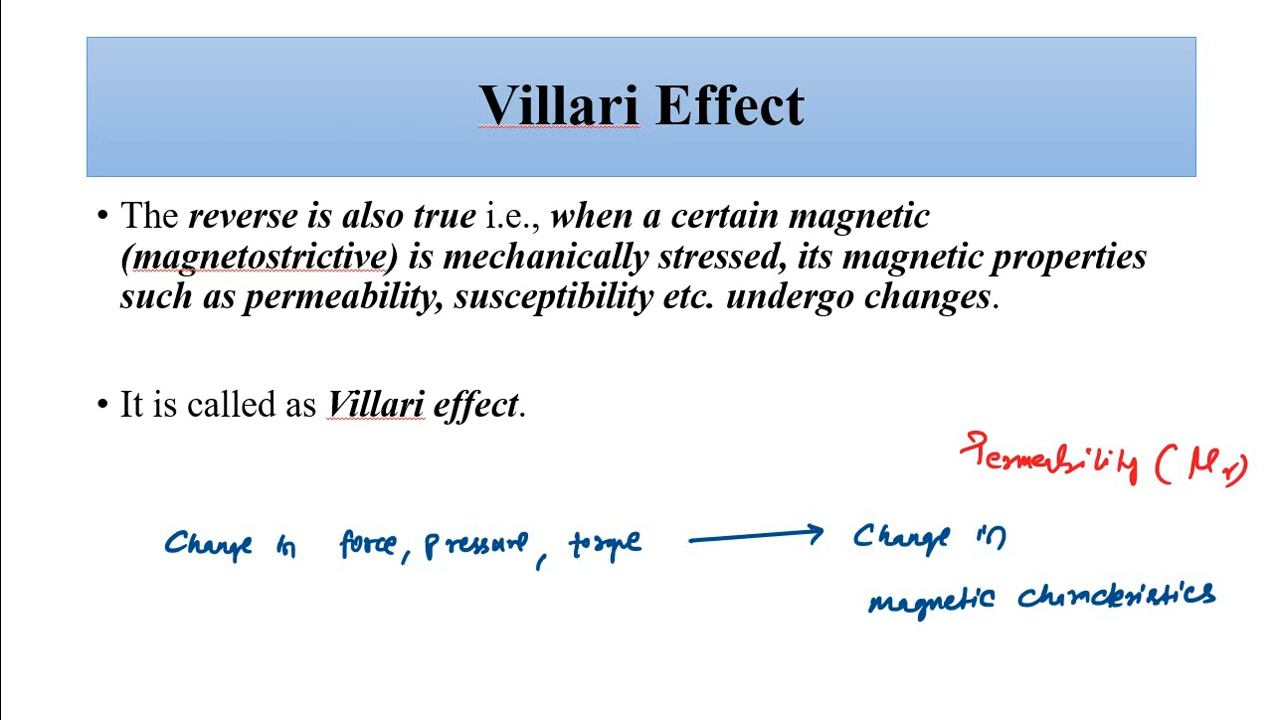 Villari Effect
• The reverse is also true i.e., when a certain magnetic
(magnetostrictive) is mechanically stressed, its magnetic properties
such as permeability, susceptibility etc. undergo changes.
• It is called as Villari effect.
Permeability (μr)
Change in force, pressure, torque → Change in
magnetic characteristics